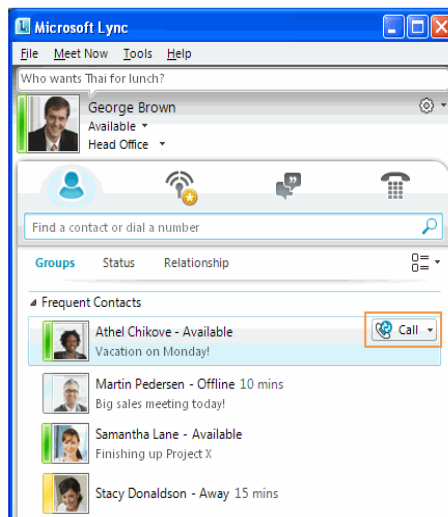 Microsoft Lync
File Meet Now Tools Help
Who wants Thai for lunch?
George Brown
Available
Head Office
Find a contact or dial a number
Groups Status Relationship
Frequent Contacts
Athel Chikove - Available
Call
Vacation on Monday!
Martin Pedersen - Offline 10 mins
Big sales meeting today!
Samantha Lane - Available
Finishing up Project X
Stacy Donaldson - Away 15 mins